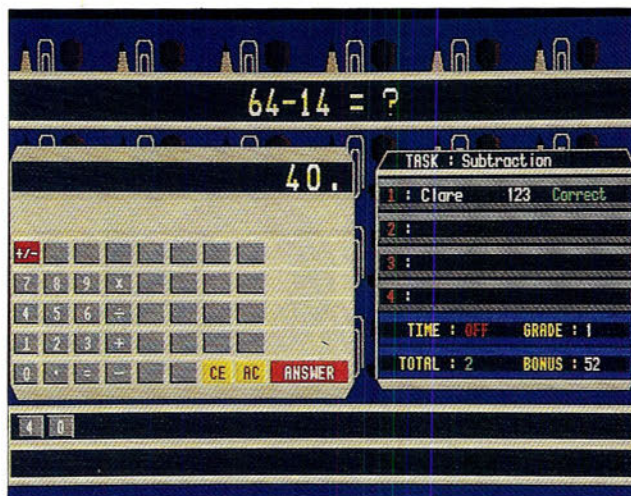 64-14 = ?
40.
+/-
7 8 9 x
4 5 6 ÷
1 2 3 +
0 . = - CE AC ANSWER
TASK : Subtraction
1 : Clare 123 Correct
2 :
3 :
4 :
TIME : OFF GRADE : 1
TOTAL : 2 BONUS : 52
4 0